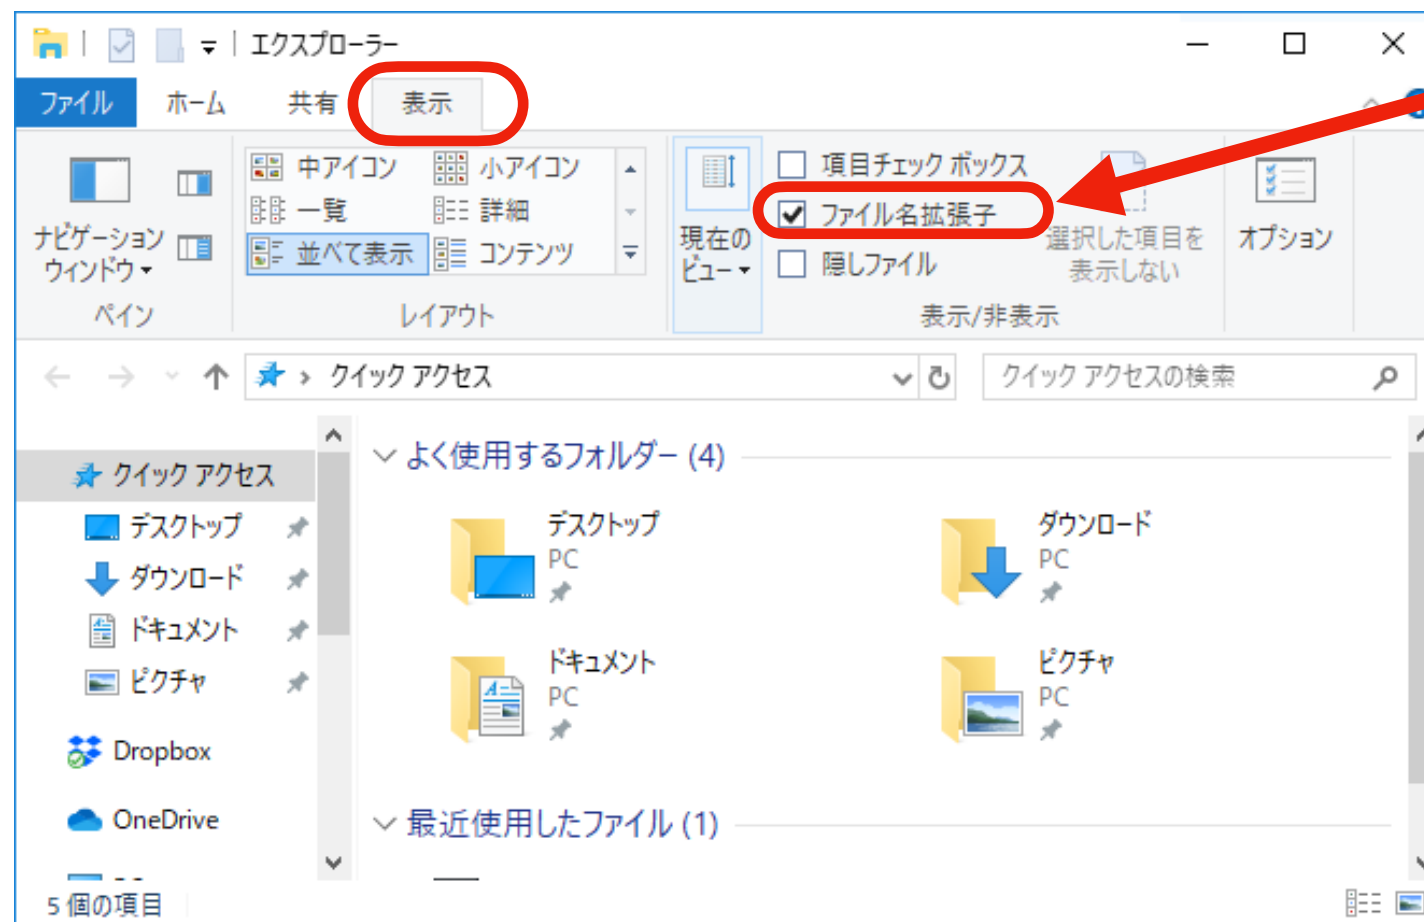 エクスプローラー
ファイル ホーム 共有 表示
中アイコン 小アイコン
一覧 詳細
並べて表示 コンテンツ
ナビゲーション
ウィンドウ
現在の
ビュー
項目チェック ボックス
ファイル名拡張子
隠しファイル
選択した項目を
表示しない
オプション
ペイン レイアウト 表示/非表示
クイック アクセス クイック アクセスの検索
クイック アクセス
デスクトップ
ダウンロード
ドキュメント
ピクチャ
Dropbox
OneDrive
よく使用するフォルダー (4)
デスクトップ
PC
ダウンロード
PC
ドキュメント
PC
ピクチャ
PC
最近使用したファイル (1)
5 個の項目